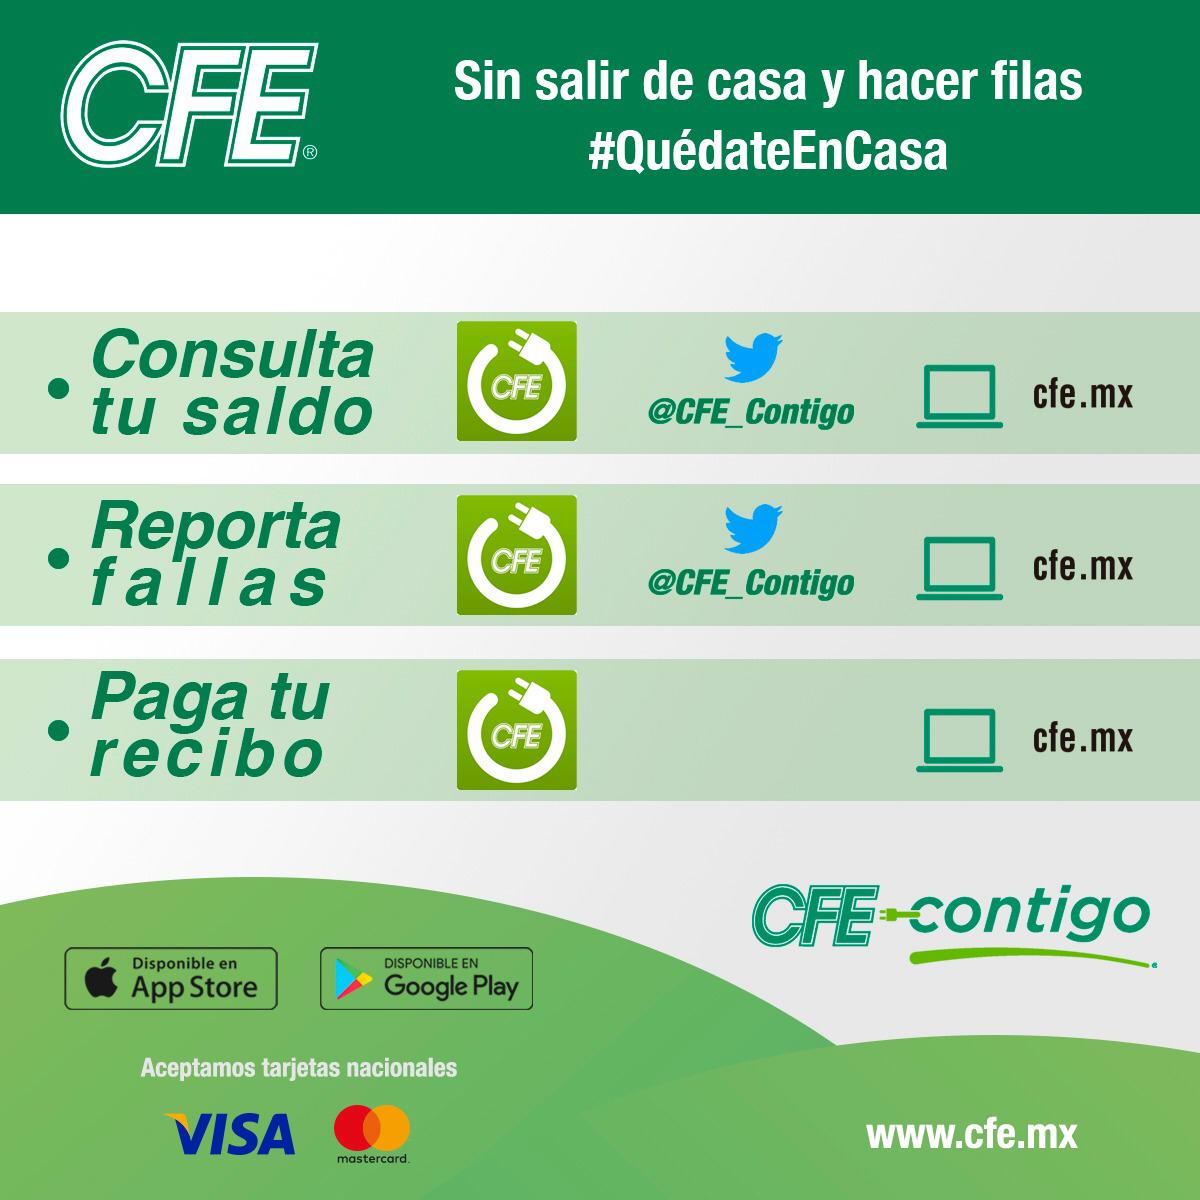 CFE®
Sin salir de casa y hacer filas
#QuédateEnCasa
• Consulta
tu saldo
CFE
@CFE_Contigo
cfe.mx
• Reporta
fallas
CFE
@CFE_Contigo
cfe.mx
• Paga tu
recibo
CFE
cfe.mx
CFE contigo
Disponible en
App Store
DISPONIBLE EN
Google Play
Aceptamos tarjetas nacionales
VISA
mastercard.
www.cfe.mx